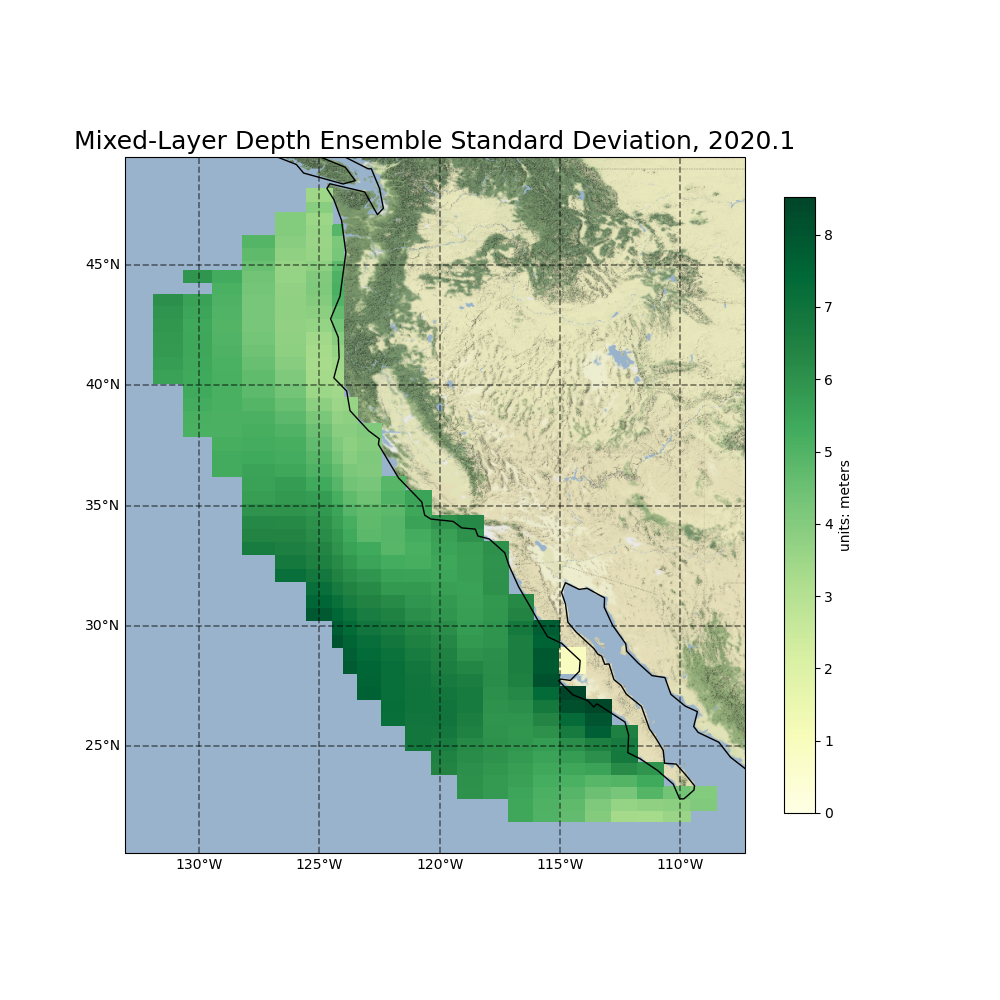 Mixed-Layer Depth Ensemble Standard Deviation, 2020.1
45°N
40°N
35°N
30°N
25°N
130°W
125°W
120°W
115°W
110°W
8
7
6
5
4
3
2
1
0
units: meters